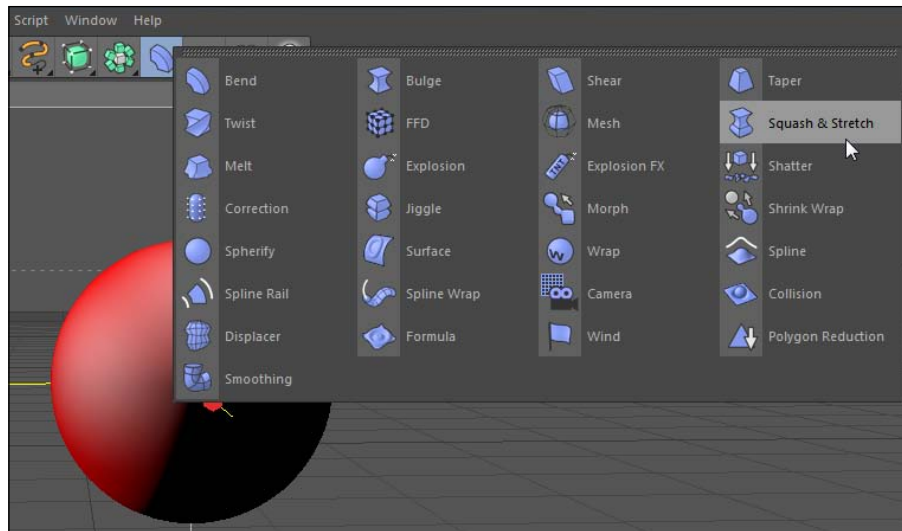 Script Window Help
Bend Bulge Shear Taper
Twist FFD Mesh Squash & Stretch
Melt Explosion Explosion FX Shatter
Correction Jiggle Morph Shrink Wrap
Spherify Surface Wrap Spline
Spline Rail Spline Wrap Camera Collision
Displacer Formula Wind Polygon Reduction
Smoothing